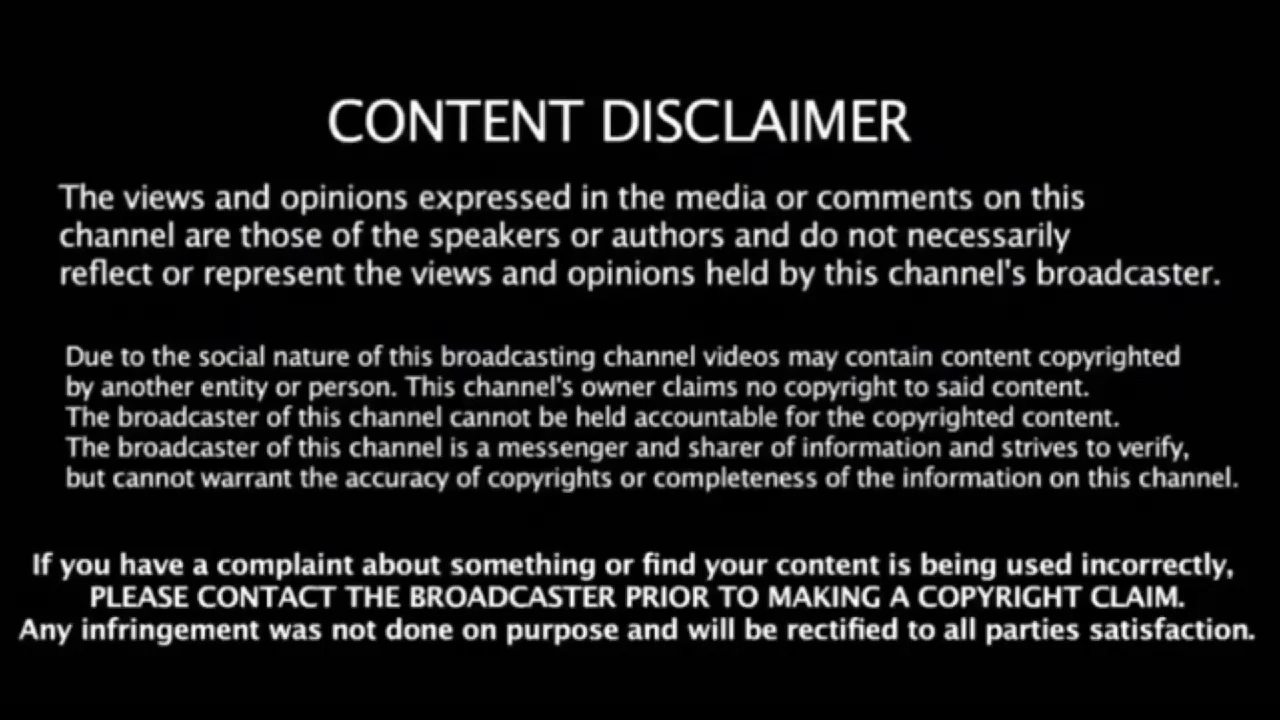 CONTENT DISCLAIMER
The views and opinions expressed in the media or comments on this
channel are those of the speakers or authors and do not necessarily
reflect or represent the views and opinions held by this channel's broadcaster.
Due to the social nature of this broadcasting channel videos may contain content copyrighted
by another entity or person. This channel's owner claims no copyright to said content.
The broadcaster of this channel cannot be held accountable for the copyrighted content.
The broadcaster of this channel is a messenger and sharer of information and strives to verify,
but cannot warrant the accuracy of copyrights or completeness of the information on this channel.
If you have a complaint about something or find your content is being used incorrectly,
PLEASE CONTACT THE BROADCASTER PRIOR TO MAKING A COPYRIGHT CLAIM.
Any infringement was not done on purpose and will be rectified to all parties satisfaction.